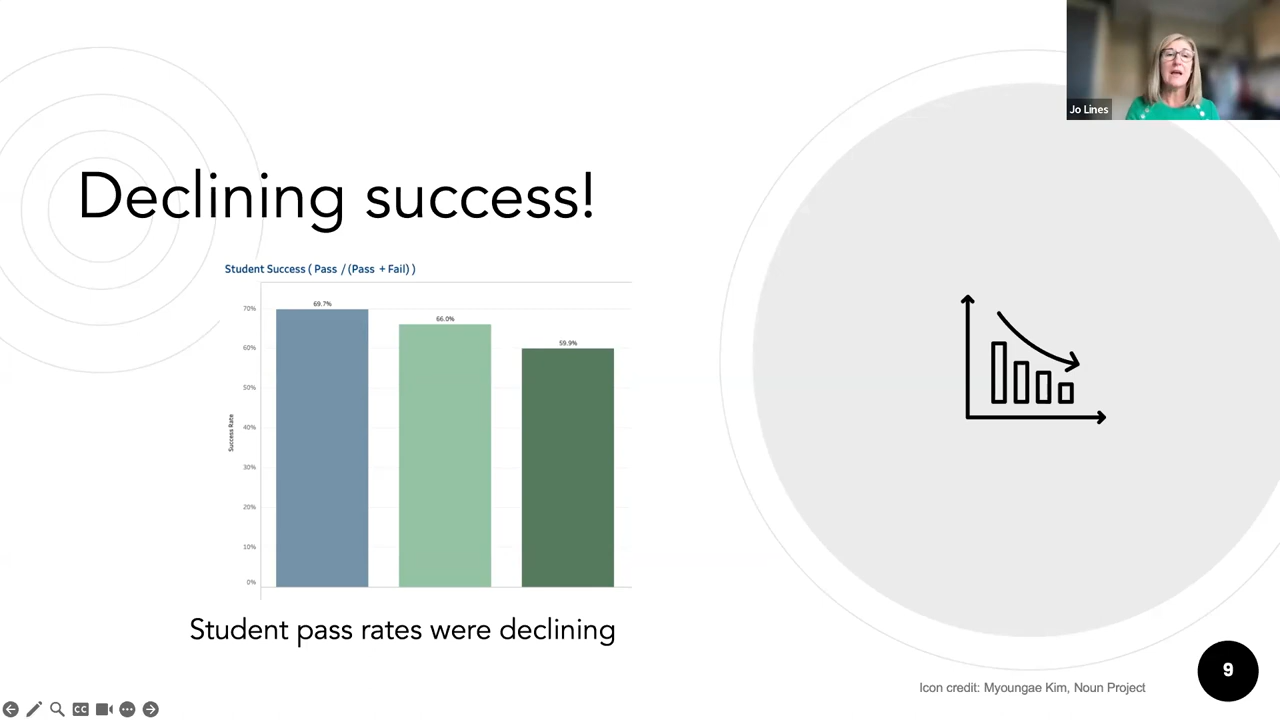 Jo Lines
Declining success!
Student Success ( Pass / (Pass + Fail) )
Success Rate
70%
60%
50%
40%
30%
20%
10%
0%
69.7%
66.0%
59.9%
Student pass rates were declining
Icon credit: Myoungae Kim, Noun Project
9
CC